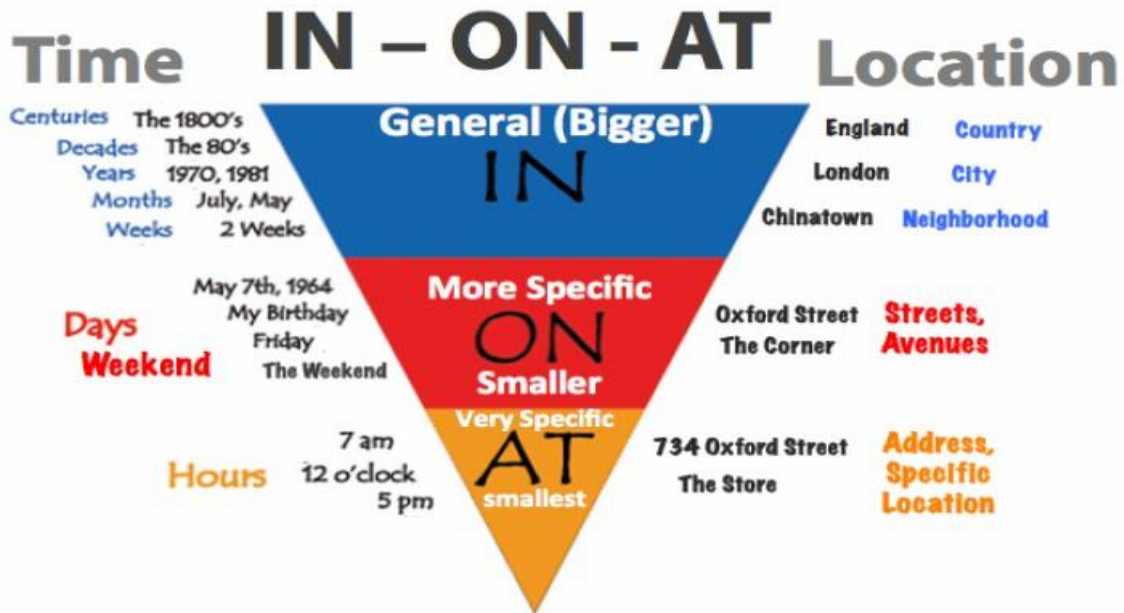 IN – ON - AT
Time
Location
Centuries The 1800's
Decades The 80's
Years 1970, 1981
Months July, May
Weeks 2 Weeks
General (Bigger)
IN
England Country
London City
Chinatown Neighborhood
May 7th, 1964
My Birthday
Days Friday
Weekend The Weekend
More Specific
ON
Smaller
Oxford Street Streets,
The Corner Avenues
7 am
Hours 12 o'clock
5 pm
Very Specific
AT
smallest
734 Oxford Street Address,
The Store Specific
Location